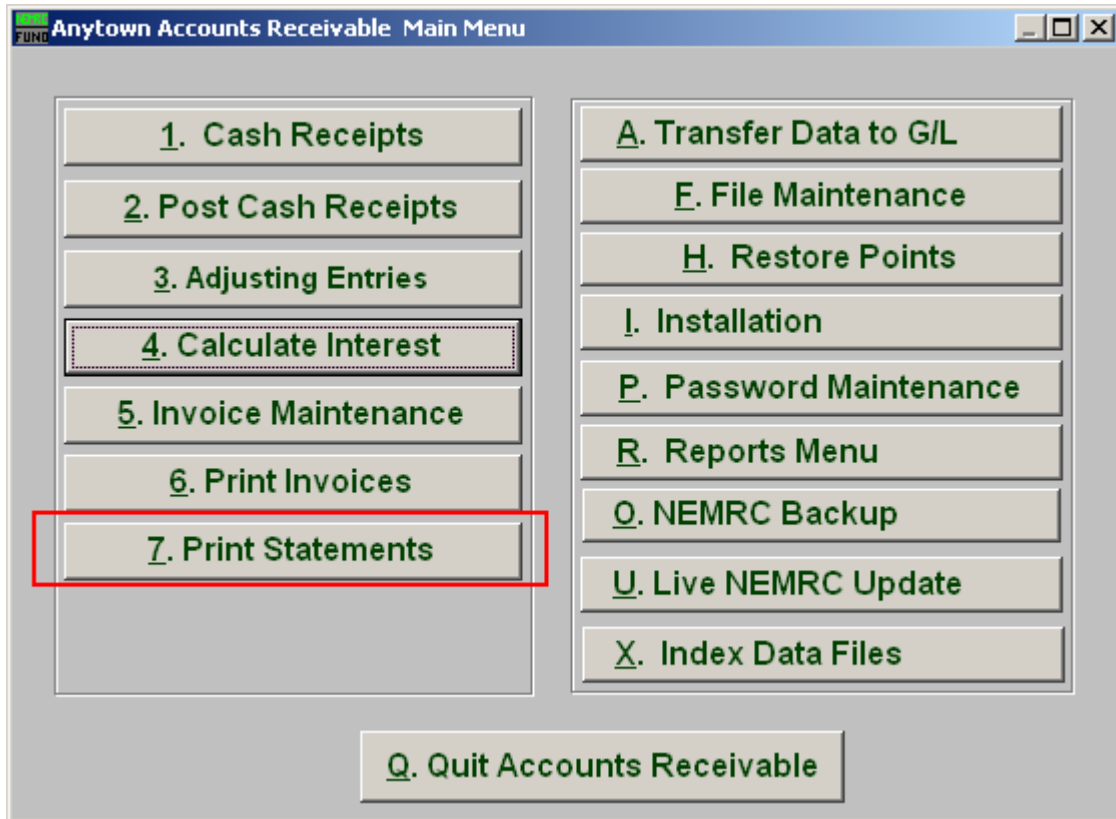 NEMRC
FUND
Anytown Accounts Receivable Main Menu
1. Cash Receipts
2. Post Cash Receipts
3. Adjusting Entries
4. Calculate Interest
5. Invoice Maintenance
6. Print Invoices
7. Print Statements
A. Transfer Data to G/L
F. File Maintenance
H. Restore Points
I. Installation
P. Password Maintenance
R. Reports Menu
O. NEMRC Backup
U. Live NEMRC Update
X. Index Data Files
Q. Quit Accounts Receivable